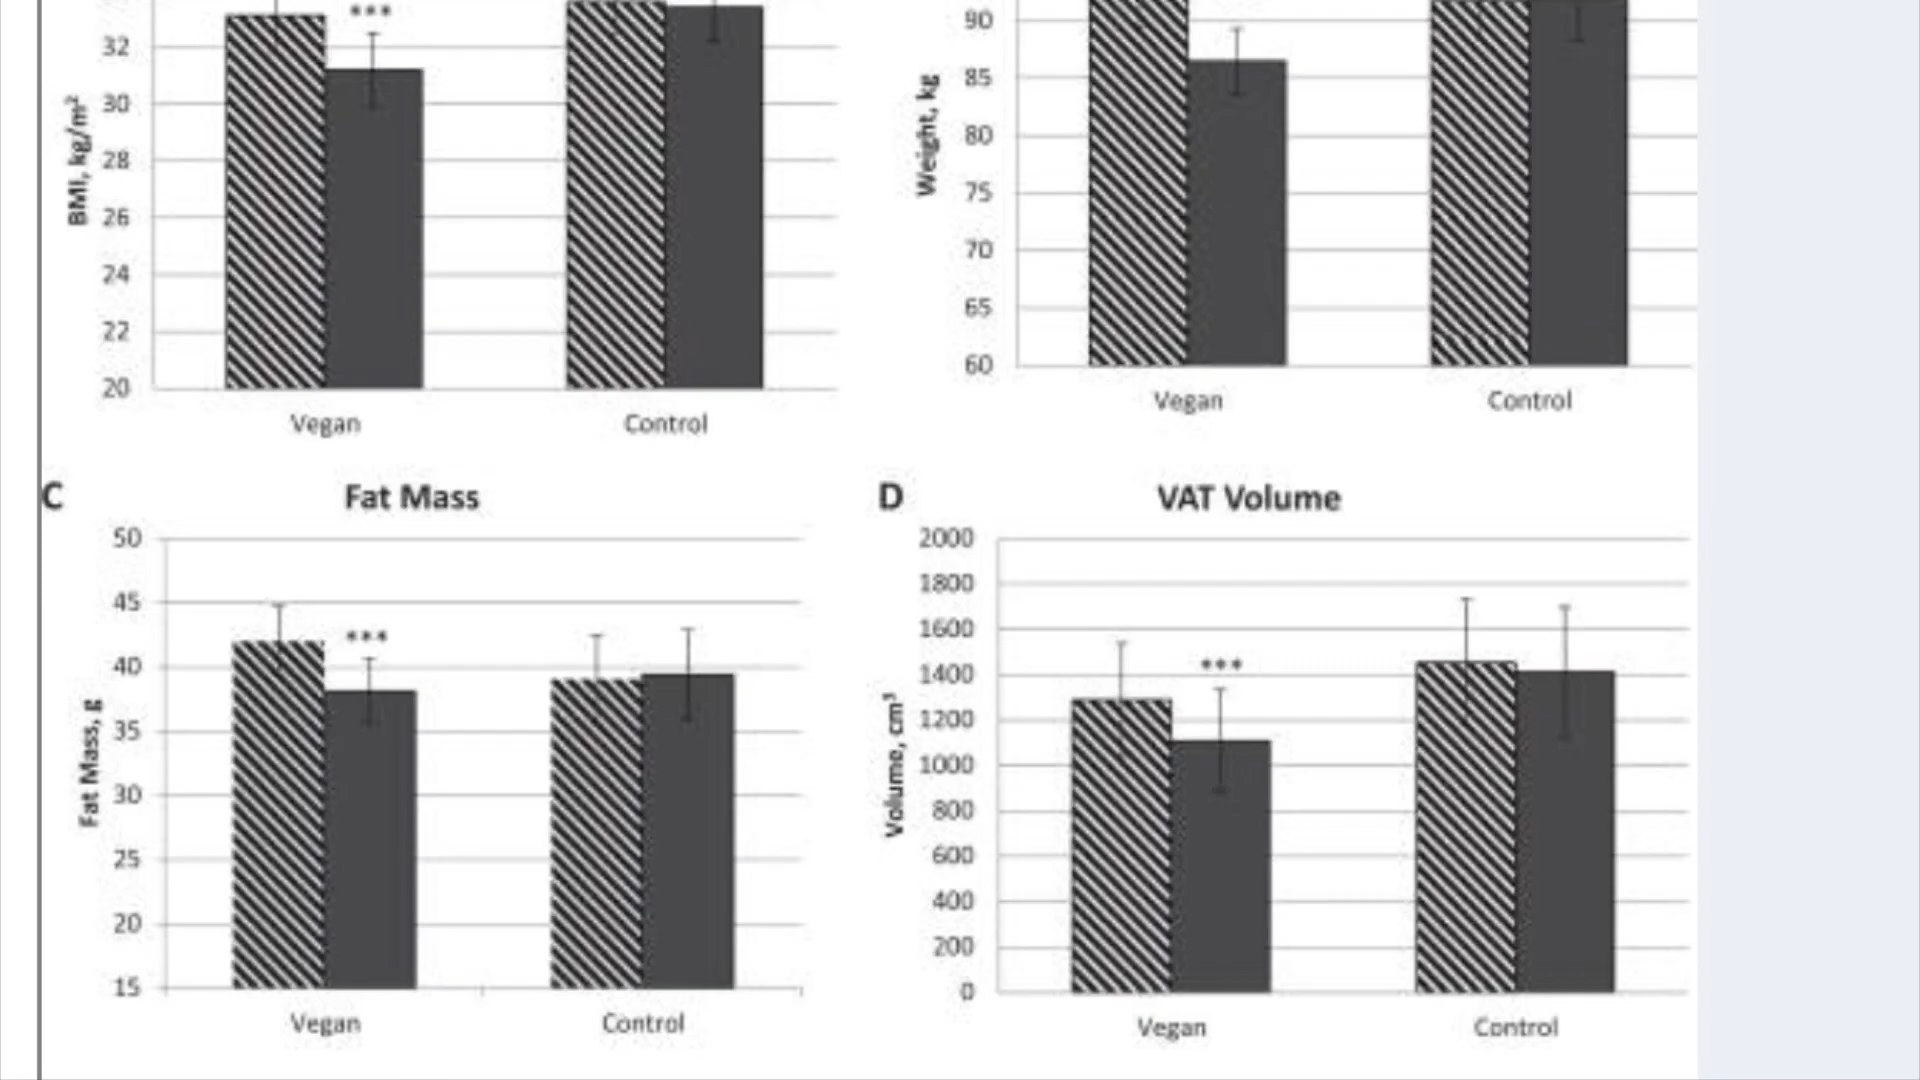 ***
32
30
28
26
24
22
20
BMI, kg/m²
Vegan
Control
90
85
80
75
70
65
60
Weight, kg
Vegan
Control
C
Fat Mass
50
45
40
35
30
25
20
15
***
Fat Mass, g
Vegan
Control
D
VAT Volume
2000
1800
1600
1400
1200
1000
800
600
400
200
0
***
Volume, cm³
Vegan
Control